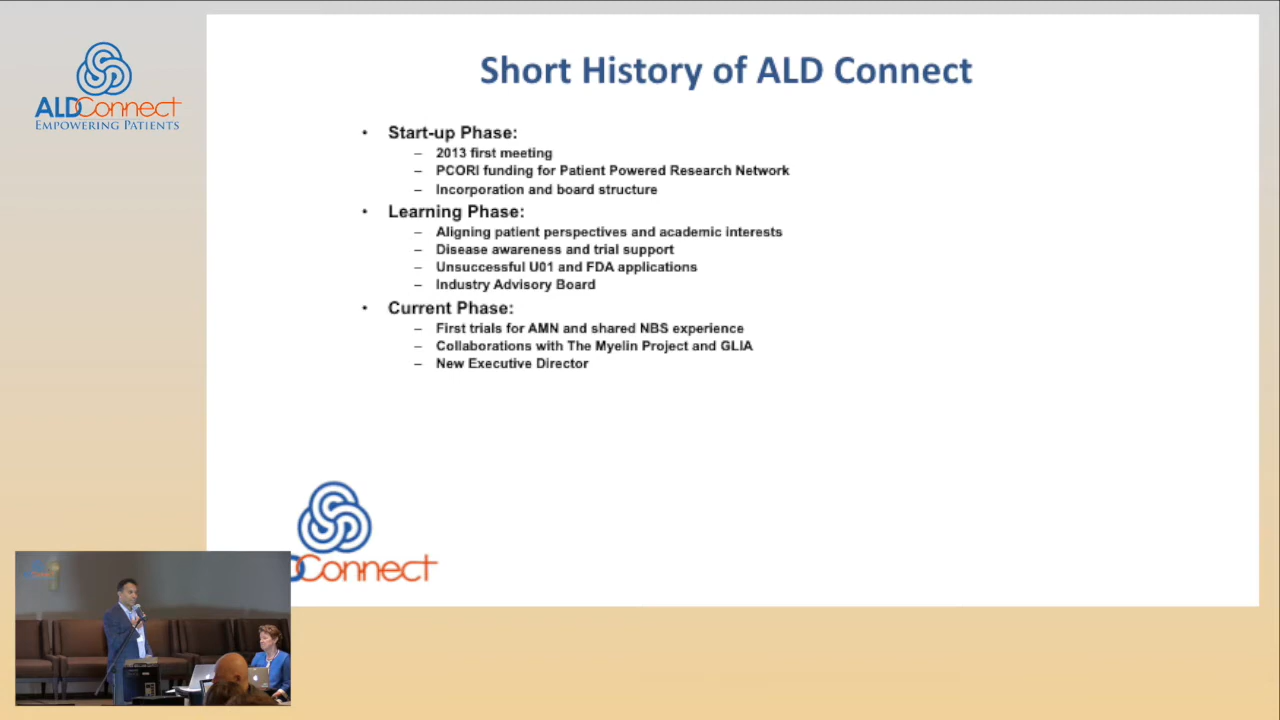 ALDConnect
EMPOWERING PATIENTS
Short History of ALD Connect
• Start-up Phase:
– 2013 first meeting
– PCORI funding for Patient Powered Research Network
– Incorporation and board structure
• Learning Phase:
– Aligning patient perspectives and academic interests
– Disease awareness and trial support
– Unsuccessful U01 and FDA applications
– Industry Advisory Board
• Current Phase:
– First trials for AMN and shared NBS experience
– Collaborations with The Myelin Project and GLIA
– New Executive Director
DConnect